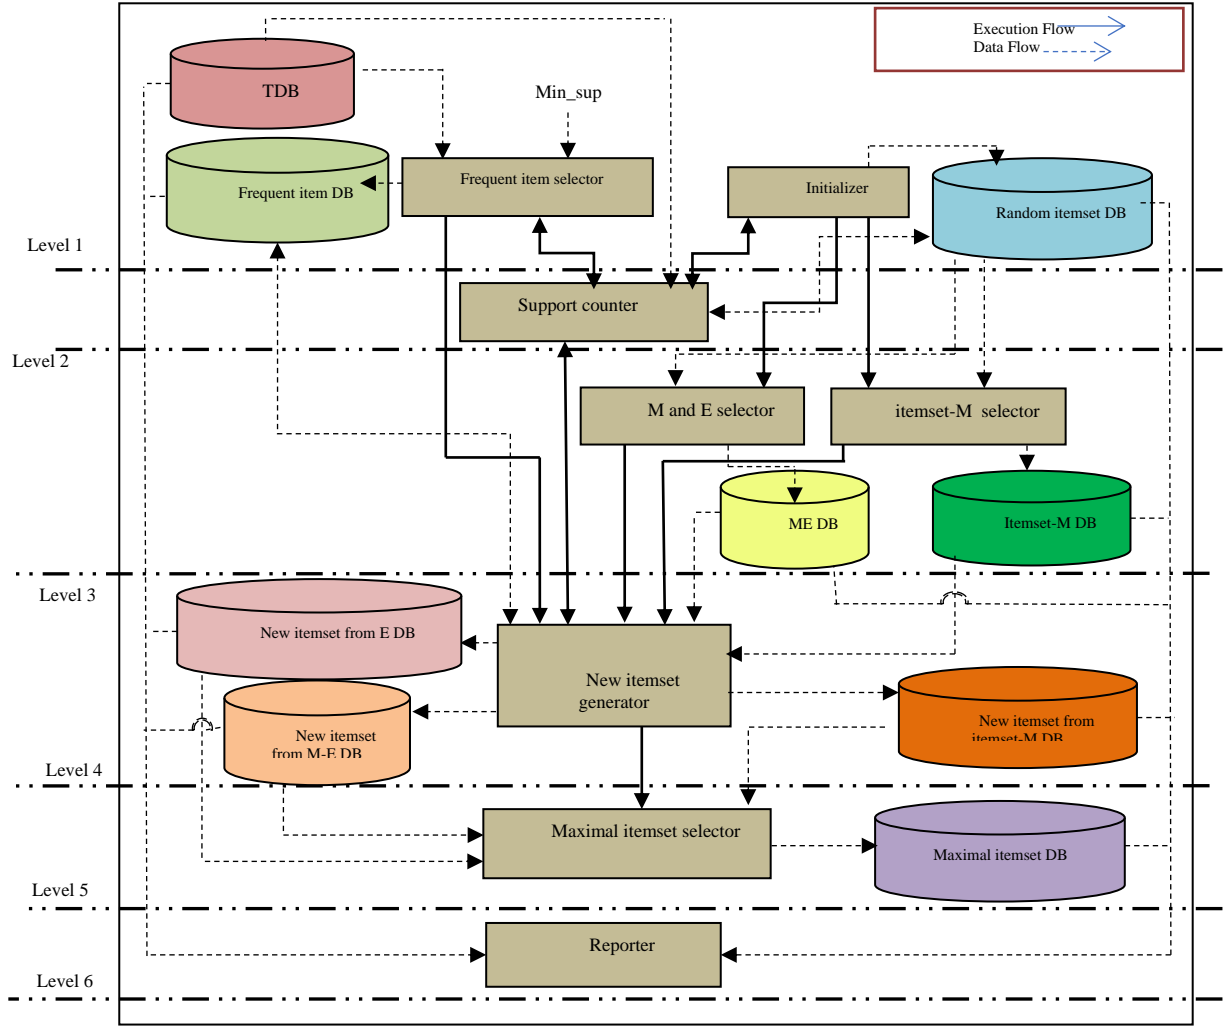 Execution Flow
Data Flow
TDB
Min_sup
Frequent item selector
Initializer
Frequent item DB
Random itemset DB
Level 1
Support counter
Level 2
M and E selector
itemset-M selector
ME DB
Itemset-M DB
Level 3
New itemset from E DB
New itemset
generator
New itemset
from M-E DB
New itemset from
itemset-M DB
Level 4
Maximal itemset selector
Maximal itemset DB
Level 5
Reporter
Level 6